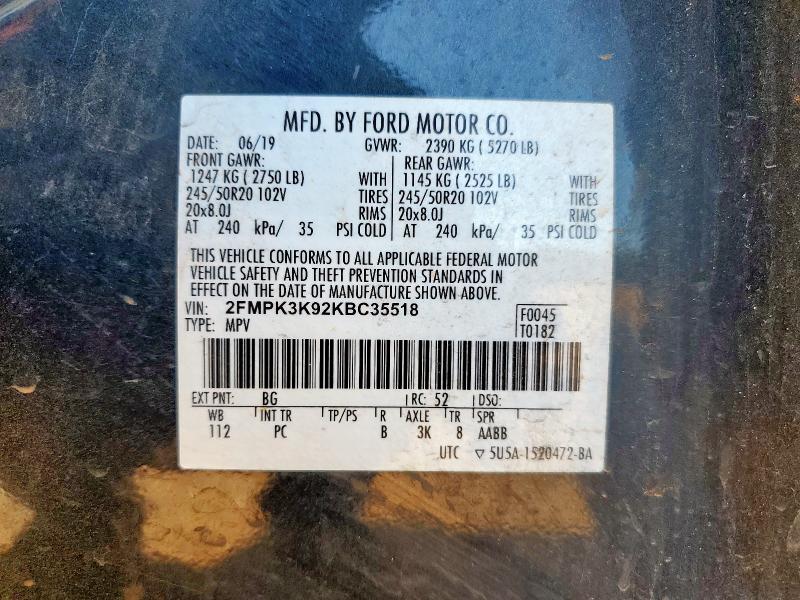 MFD. BY FORD MOTOR CO.
DATE: 06/19 GVWR: 2390 KG ( 5270 LB)
FRONT GAWR: REAR GAWR:
1247 KG ( 2750 LB) WITH 1145 KG ( 2525 LB) WITH
245/50R20 102V TIRES 245/50R20 102V TIRES
20x8.0J RIMS 20x8.0J RIMS
AT 240 kPa/ 35 PSI COLD AT 240 kPa/ 35 PSI COLD
THIS VEHICLE CONFORMS TO ALL APPLICABLE FEDERAL MOTOR
VEHICLE SAFETY AND THEFT PREVENTION STANDARDS IN
EFFECT ON THE DATE OF MANUFACTURE SHOWN ABOVE.
VIN: 2FMPK3K92KBC35518 F0045
TYPE: MPV T0182
EXT PNT: BG RC: 52 DSO:
WB INT TR TP/PS R AXLE TR SPR
112 PC B 3K 8 AABB
UTC ▽ 5U5A-1520472-BA